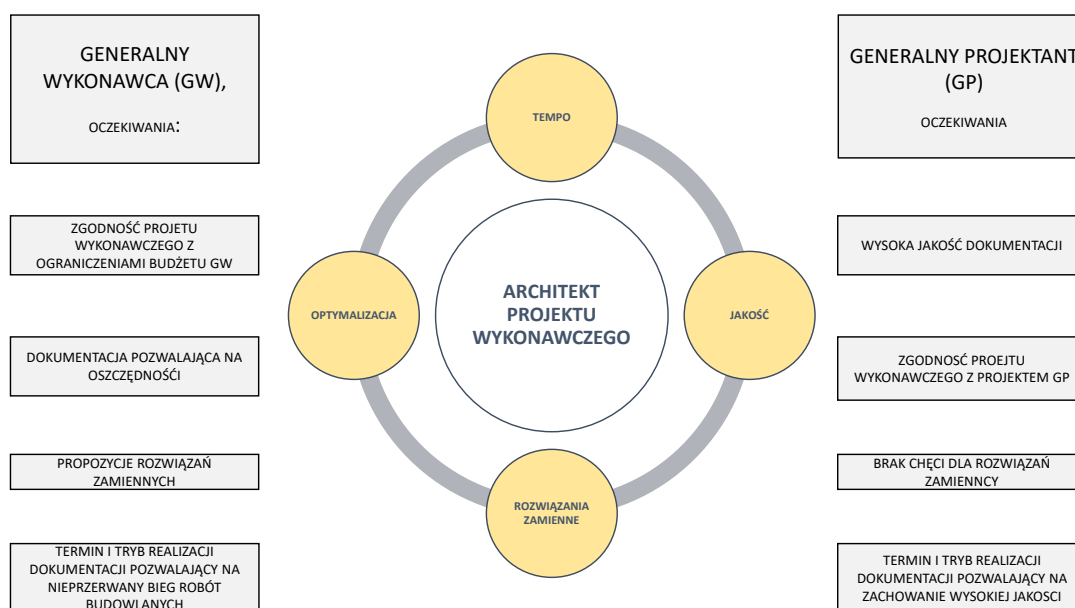 GENERALNY
WYKONAWCA (GW),
OCZEKIWANIA:
ZGODNOŚĆ PROJETU
WYKONAWCZEGO Z
OGRANICZENIAMI BUDŻETU GW
DOKUMENTACJA POZWALAJĄCA NA
OSZCZĘDNOŚĆI
PROPOZYCJE ROZWIĄZAŃ
ZAMIENNYCH
TERMIN I TRYB REALIZACJI
DOKUMENTACJI POZWALAJĄCY NA
NIEPRZERWANY BIEG ROBÓT
BUDOWLANYCH
TEMPO
OPTYMALIZACJA
ARCHITEKT
PROJEKTU
WYKONAWCZEGO
JAKOŚĆ
ROZWIĄZANIA
ZAMIENNE
GENERALNY PROJEKTANT
(GP)
OCZEKIWANIA
WYSOKA JAKOŚĆ DOKUMENTACJI
ZGODNOSĆ PROEJTU
WYKONAWCZEGO Z PROJEKTEM GP
BRAK CHĘCI DLA ROZWIĄZAŃ
ZAMIENNCY
TERMIN I TRYB REALIZACJI
DOKUMENTACJI POZWALAJĄCY NA
ZACHOWANIE WYSOKIEJ JAKOSCI